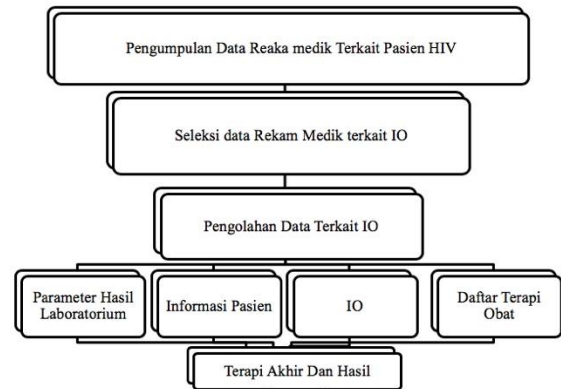 Pengumpulan Data Reaka medik Terkait Pasien HIV
Seleksi data Rekam Medik terkait IO
Pengolahan Data Terkait IO
Parameter Hasil
Laboratorium
Informasi Pasien
IO
Daftar Terapi
Obat
Terapi Akhir Dan Hasil